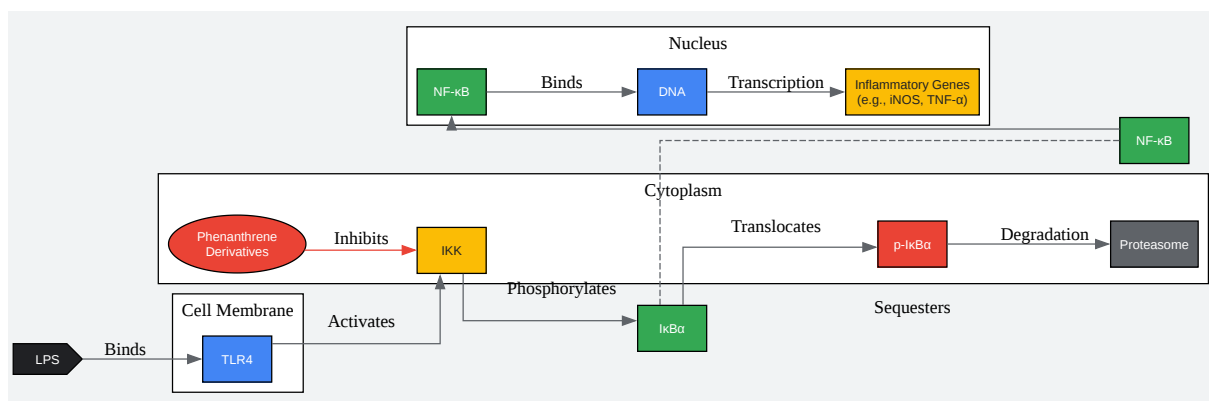 Nucleus
NF-κB
Binds
DNA
Transcription
Inflammatory Genes
(e.g., iNOS, TNF-α)
NF-κB
Cytoplasm
Phenanthrene
Derivatives
Inhibits
IKK
Translocates
p-IκBα
Degradation
Proteasome
Phosphorylates
IκBα
Sequesters
Cell Membrane
Activates
LPS
Binds
TLR4